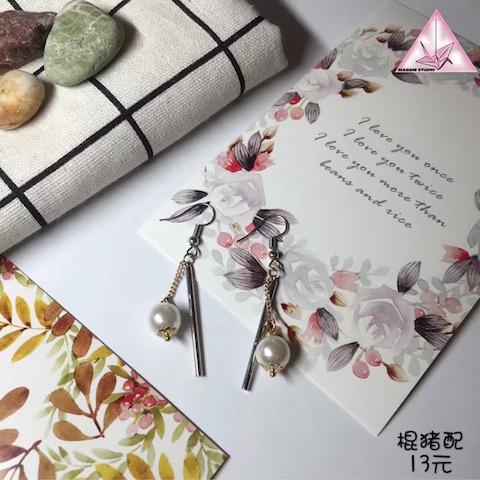 MAGGIE STUDIO
I love you once
I love you twice
I love you more than
beans and rice
棍猪配
13元